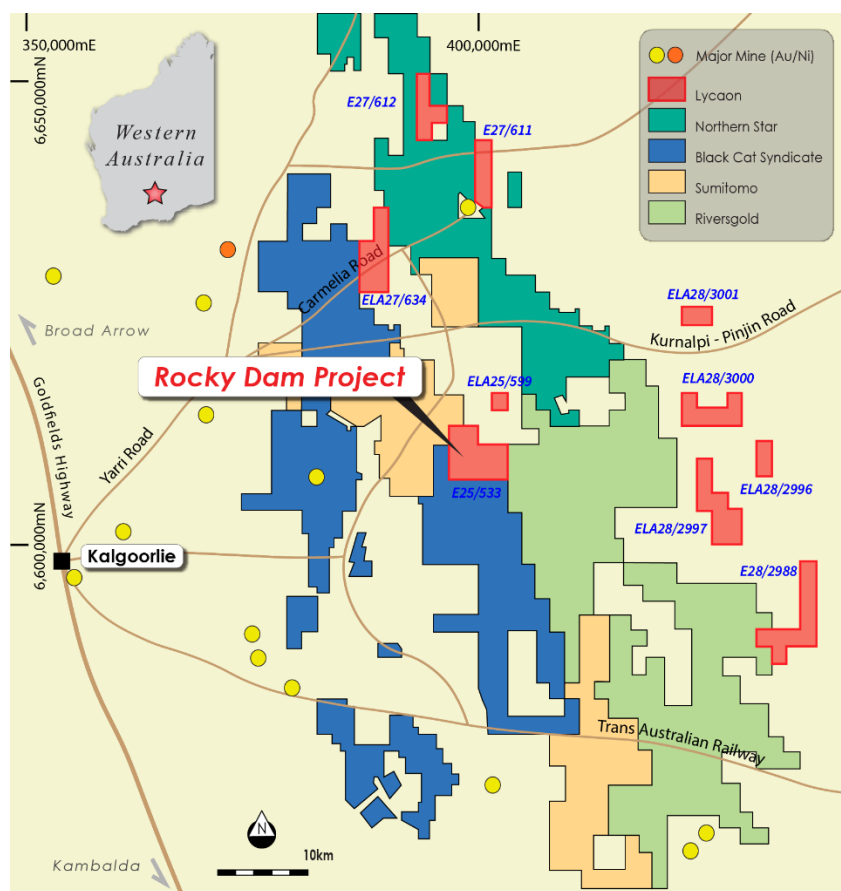 350,000mE
400,000mE
6,650,000mN
6600,000mN
Western
Australia
Major Mine (Au/Ni)
Lycaon
Northern Star
Black Cat Syndicate
Sumitomo
Riversgold
E27/612
E27/611
Carmelia Road
ELA27/634
Broad Arrow
ELA28/3001
Kurnalpi - Pinjin Road
Rocky Dam Project
ELA25/599
ELA28/3000
Goldfields Highway
Yarri Road
E25/533
ELA28/2996
ELA28/2997
Kalgoorlie
E28/2988
Trans Australian Railway
N
10km
Kambalda